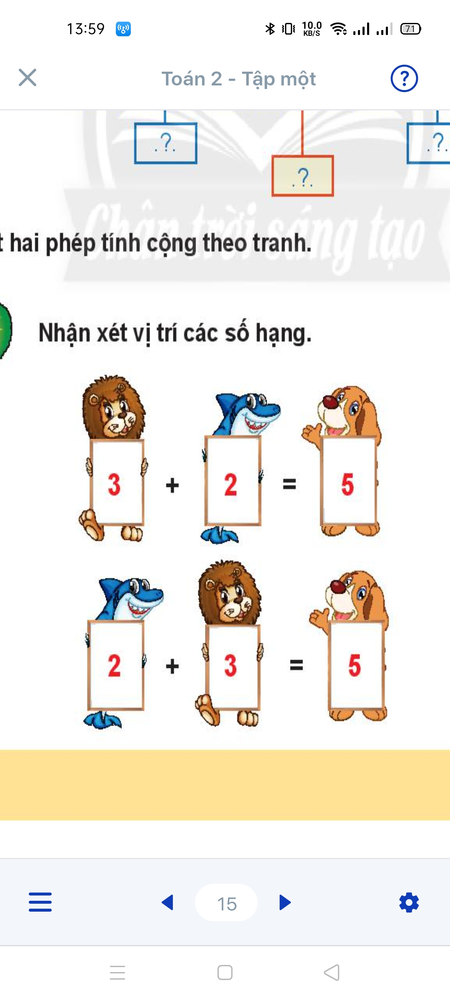 13:59
10.0
KB/S
71
Toán 2 - Tập một
?
.?.
.?.
.?.
Chân trời sáng tạo
t hai phép tính cộng theo tranh.
Nhận xét vị trí các số hạng.
3 + 2 = 5
2 + 3 = 5
15